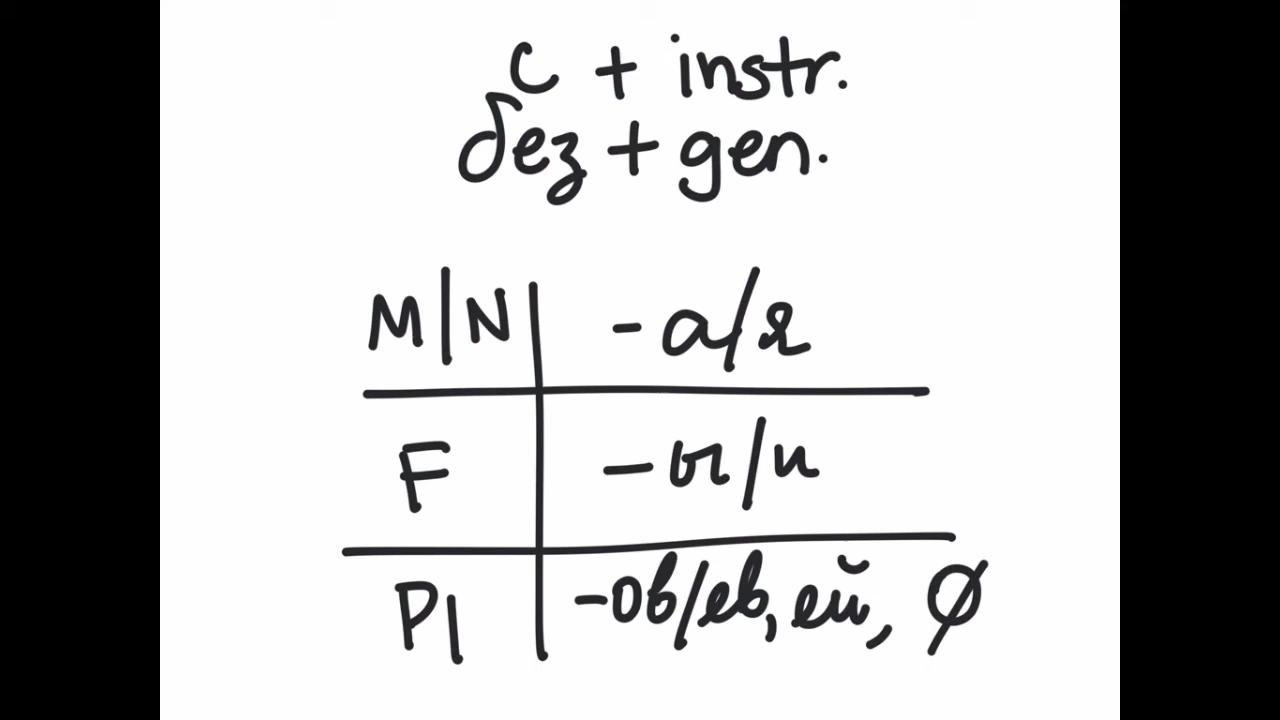 с + instr.
без + gen.
M|N -а/я
F -ы/и
Pl -ов/ев, ей, ∅